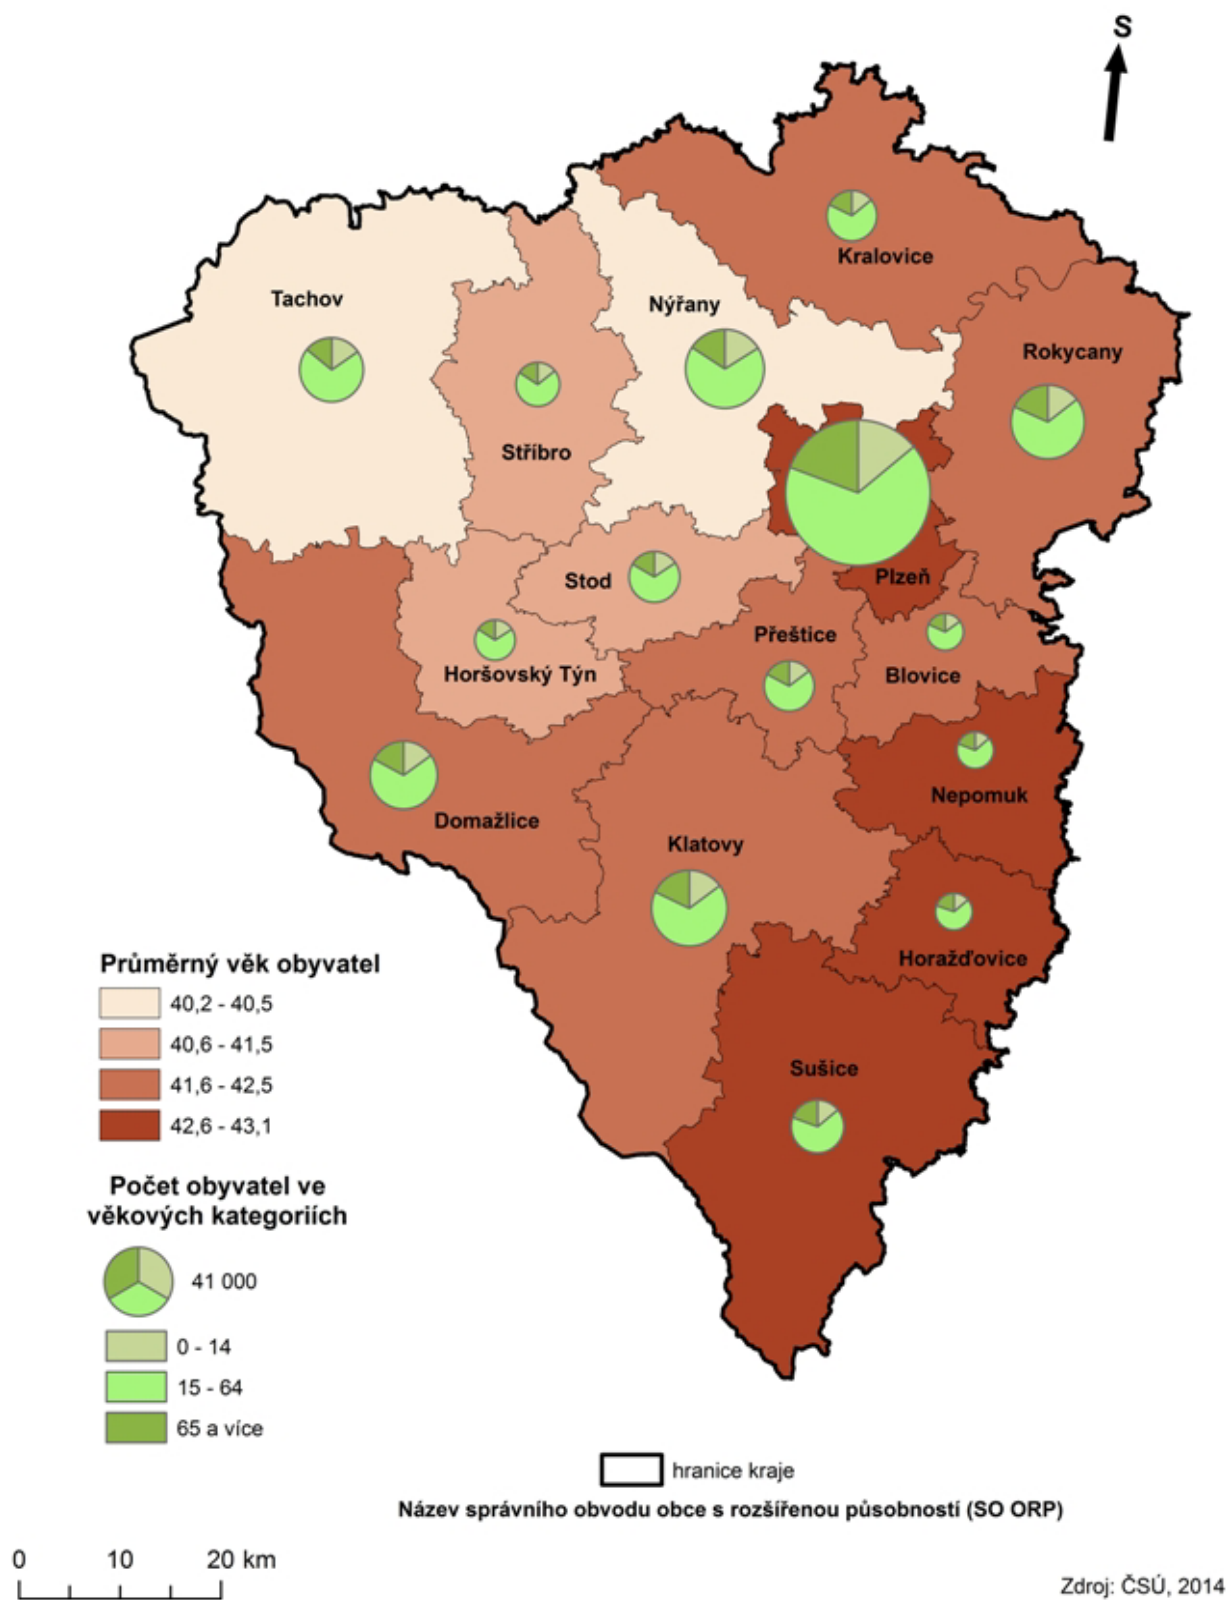 S
Kralovice
Tachov
Nýřany
Rokycany
Stříbro
Plzeň
Stod
Přeštice
Horšovský Týn
Blovice
Nepomuk
Domažlice
Klatovy
Horažďovice
Sušice
Průměrný věk obyvatel
40,2 - 40,5
40,6 - 41,5
41,6 - 42,5
42,6 - 43,1
Počet obyvatel ve
věkových kategoriích
41 000
0 - 14
15 - 64
65 a více
hranice kraje
Název správního obvodu obce s rozšířenou působností (SO ORP)
0 10 20 km
Zdroj: ČSÚ, 2014